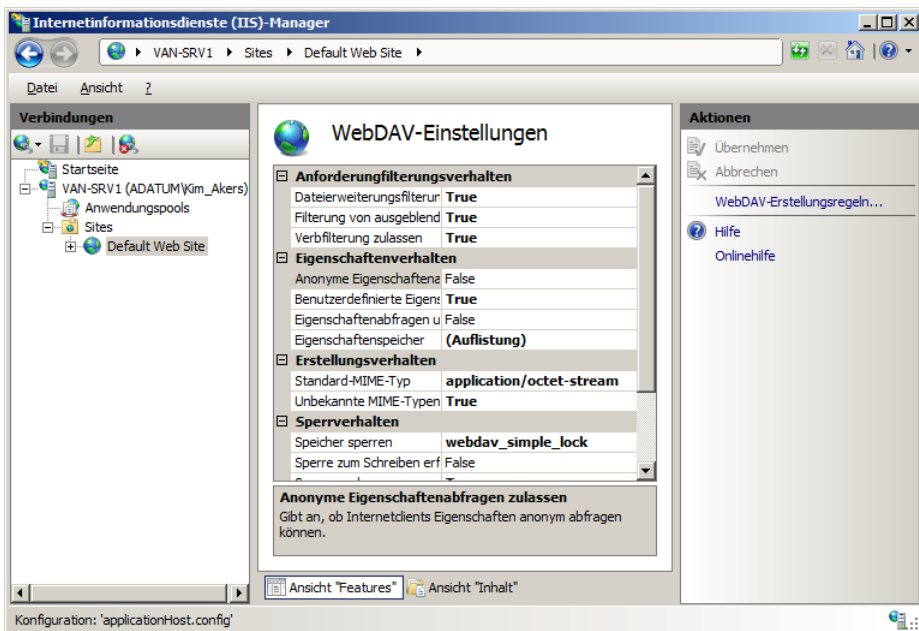 Internetinformationsdienste (IIS)-Manager
VAN-SRV1 Sites Default Web Site
Datei Ansicht ?
Verbindungen
Startseite
VAN-SRV1 (ADATUM\Kim_Akers)
Anwendungspools
Sites
Default Web Site
WebDAV-Einstellungen
Anforderungfilterungsverhalten
Dateierweiterungsfilterun True
Filterung von ausgeblend True
Verbfilterung zulassen True
Eigenschaftenverhalten
Anonyme Eigenschaftena False
Benutzerdefinierte Eigens True
Eigenschaftenabfragen u False
Eigenschaftenspeicher (Auflistung)
Erstellungsverhalten
Standard-MIME-Typ application/octet-stream
Unbekannte MIME-Typen True
Sperrverhalten
Speicher sperren webdav_simple_lock
Sperre zum Schreiben erf False
Anonyme Eigenschaftenabfragen zulassen
Gibt an, ob Internetclients Eigenschaften anonym abfragen
können.
Ansicht "Features" Ansicht "Inhalt"
Aktionen
Übernehmen
Abbrechen
WebDAV-Erstellungsregeln...
Hilfe
Onlinehilfe
Konfiguration: 'applicationHost.config'